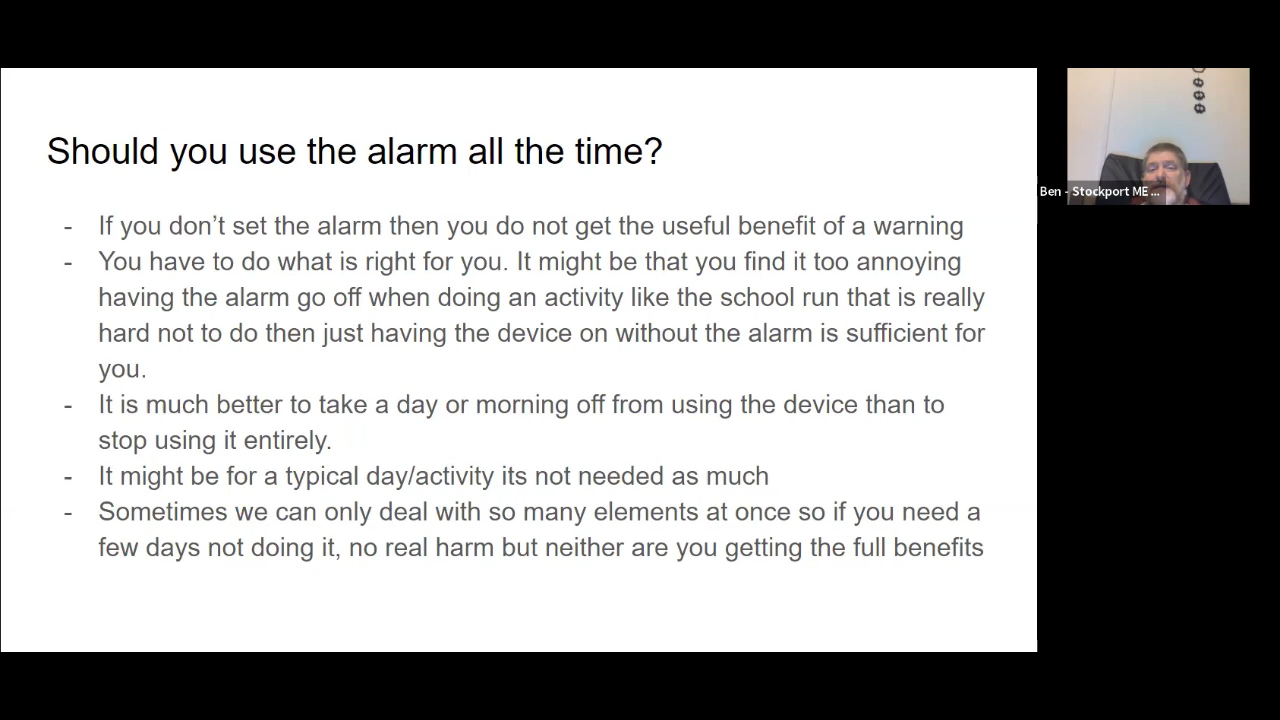 Should you use the alarm all the time?
- If you don’t set the alarm then you do not get the useful benefit of a warning
- You have to do what is right for you. It might be that you find it too annoying
having the alarm go off when doing an activity like the school run that is really
hard not to do then just having the device on without the alarm is sufficient for
you.
- It is much better to take a day or morning off from using the device than to
stop using it entirely.
- It might be for a typical day/activity its not needed as much
- Sometimes we can only deal with so many elements at once so if you need a
few days not doing it, no real harm but neither are you getting the full benefits
Ben - Stockport ME ...